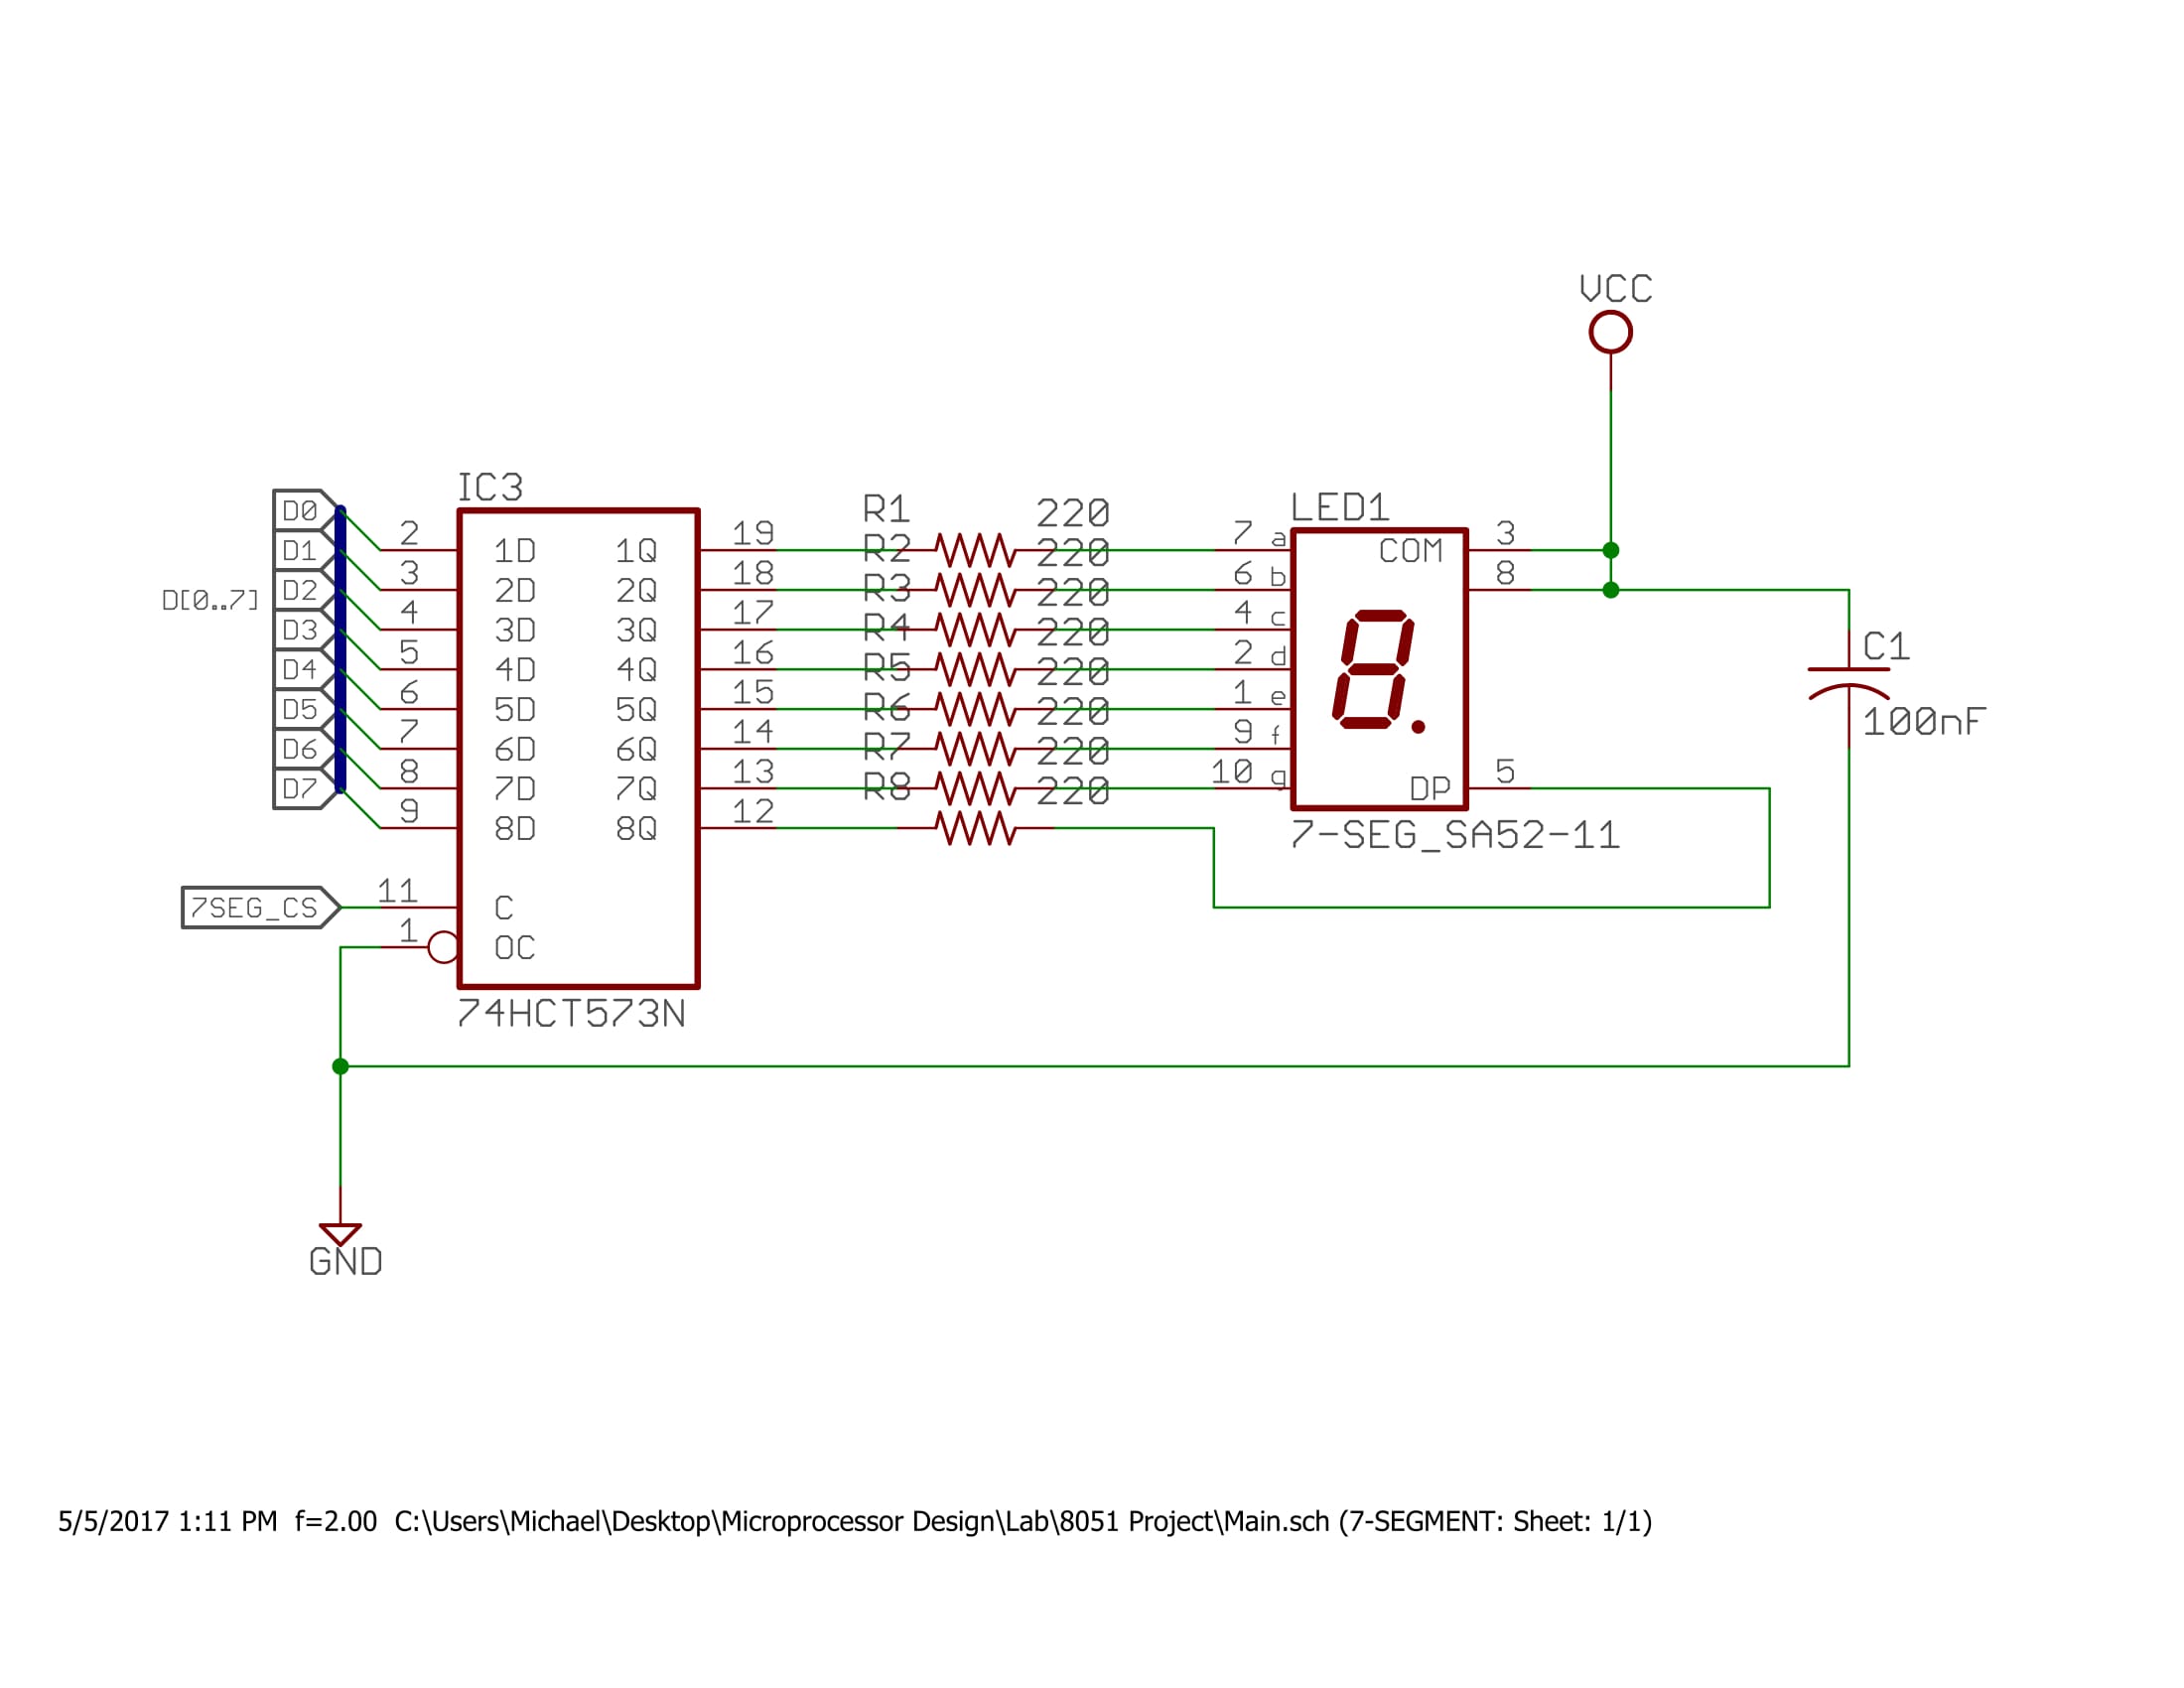 VCC
IC3
LED1
D[0..7]
D0
D1
D2
D3
D4
D5
D6
D7
2
3
4
5
6
7
8
9
1D 1Q
2D 2Q
3D 3Q
4D 4Q
5D 5Q
6D 6Q
7D 7Q
8D 8Q
19
18
17
16
15
14
13
12
R1 220
R2 220
R3 220
R4 220
R5 220
R6 220
R7 220
R8 220
7 a
6 b
4 c
2 d
1 e
9 f
10 g
COM
3
8
DP
5
7-SEG_SA52-11
C1
100nF
7SEG_CS
11
C
1
OC
74HCT573N
GND
5/5/2017 1:11 PM f=2.00 C:\Users\Michael\Desktop\Microprocessor Design\Lab\8051 Project\Main.sch (7-SEGMENT: Sheet: 1/1)